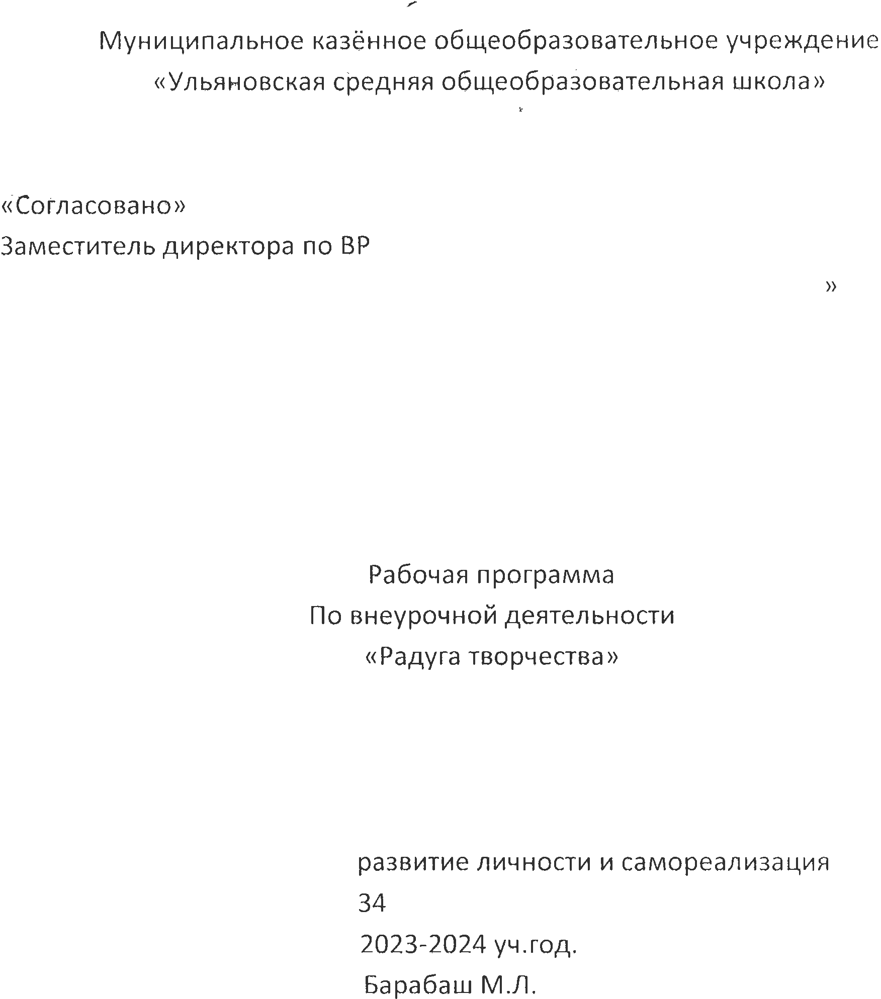 Муниципальное казённое общеобразовательное учреждение
«Ульяновская средняя общеобразовательная школа»
«Согласовано»
Заместитель директора по ВР
»
Рабочая программа
По внеурочной деятельности
«Радуга творчества»
развитие личности и самореализация
34
2023-2024 уч.год.
Барабаш М.Л.